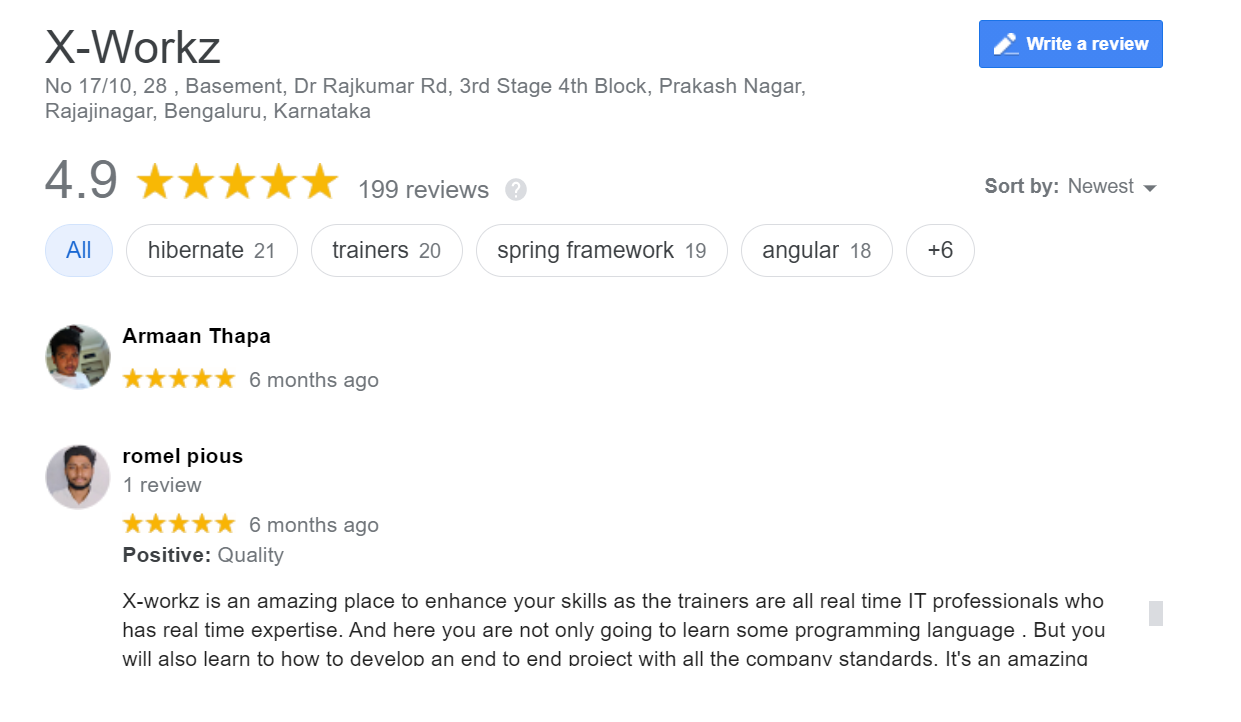 X-Workz
Write a review
No 17/10, 28 , Basement, Dr Rajkumar Rd, 3rd Stage 4th Block, Prakash Nagar,
Rajajinagar, Bengaluru, Karnataka
4.9 199 reviews ?
Sort by: Newest
All hibernate 21 trainers 20 spring framework 19 angular 18 +6
Armaan Thapa
6 months ago
romel pious
1 review
6 months ago
Positive: Quality
X-workz is an amazing place to enhance your skills as the trainers are all real time IT professionals who
has real time expertise. And here you are not only going to learn some programming language . But you
will also learn to how to develop an end to end project with all the company standards. It's an amazing